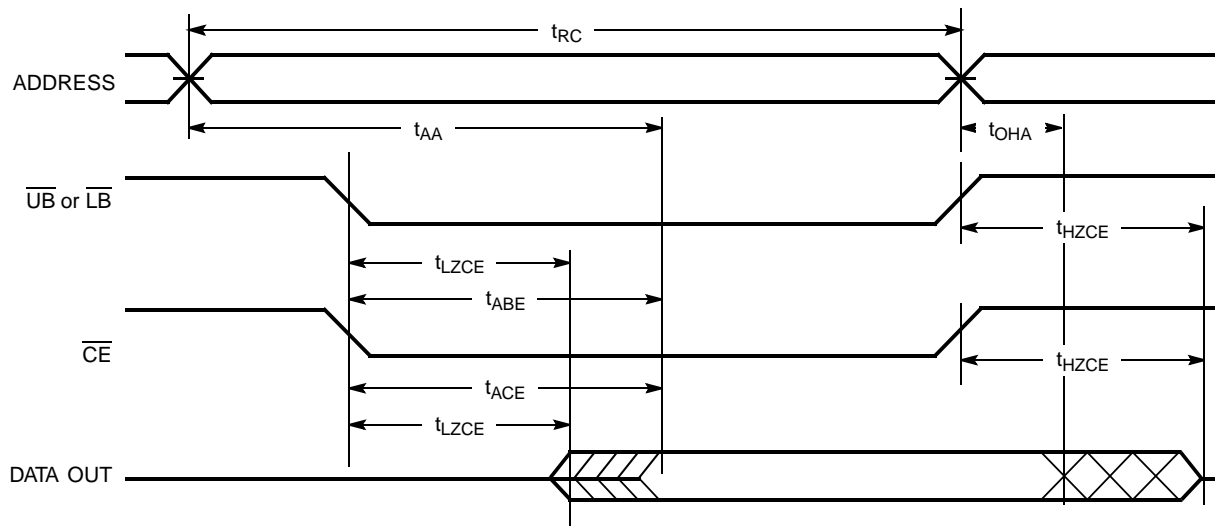 tRC
ADDRESS
tAA
tOHA
UB or LB
tHZCE
tLZCE
tABE
CE
tHZCE
tACE
tLZCE
DATA OUT